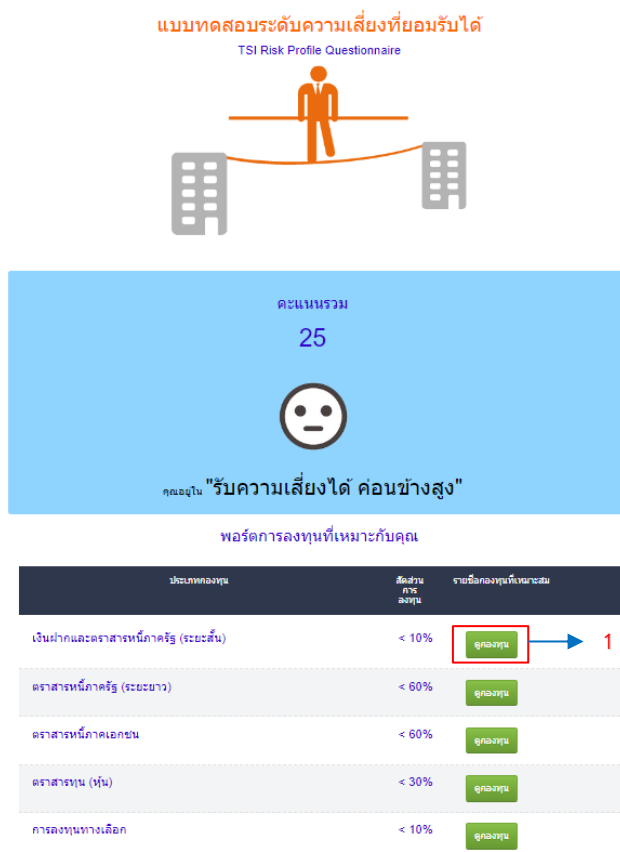 แบบทดสอบระดับความเสี่ยงที่ยอมรับได้
TSI Risk Profile Questionnaire
คะแนนรวม
25
คุณอยู่ใน "รับความเสี่ยงได้ ค่อนข้างสูง"
พอร์ตการลงทุนที่เหมาะกับคุณ
ประเภทกองทุน สัดส่วน รายชื่อกองทุนที่เหมาะสม
การ
ลงทุน
เงินฝากและตราสารหนี้ภาครัฐ (ระยะสั้น) < 10% ดูกองทุน 1
ตราสารหนี้ภาครัฐ (ระยะยาว) < 60% ดูกองทุน
ตราสารหนี้ภาคเอกชน < 60% ดูกองทุน
ตราสารทุน (หุ้น) < 30% ดูกองทุน
การลงทุนทางเลือก < 10% ดูกองทุน